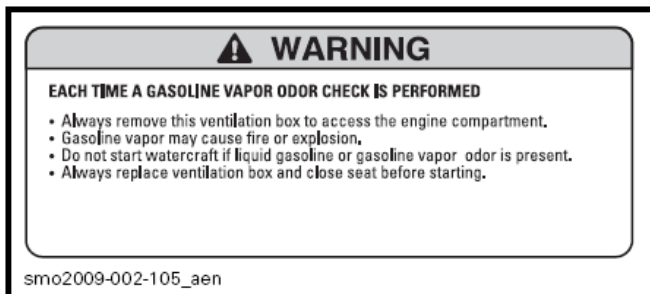 WARNING
EACH TIME A GASOLINE VAPOR ODOR CHECK IS PERFORMED
• Always remove this ventilation box to access the engine compartment.
• Gasoline vapor may cause fire or explosion.
• Do not start watercraft if liquid gasoline or gasoline vapor odor is present.
• Always replace ventilation box and close seat before starting.
smo2009-002-105_aen